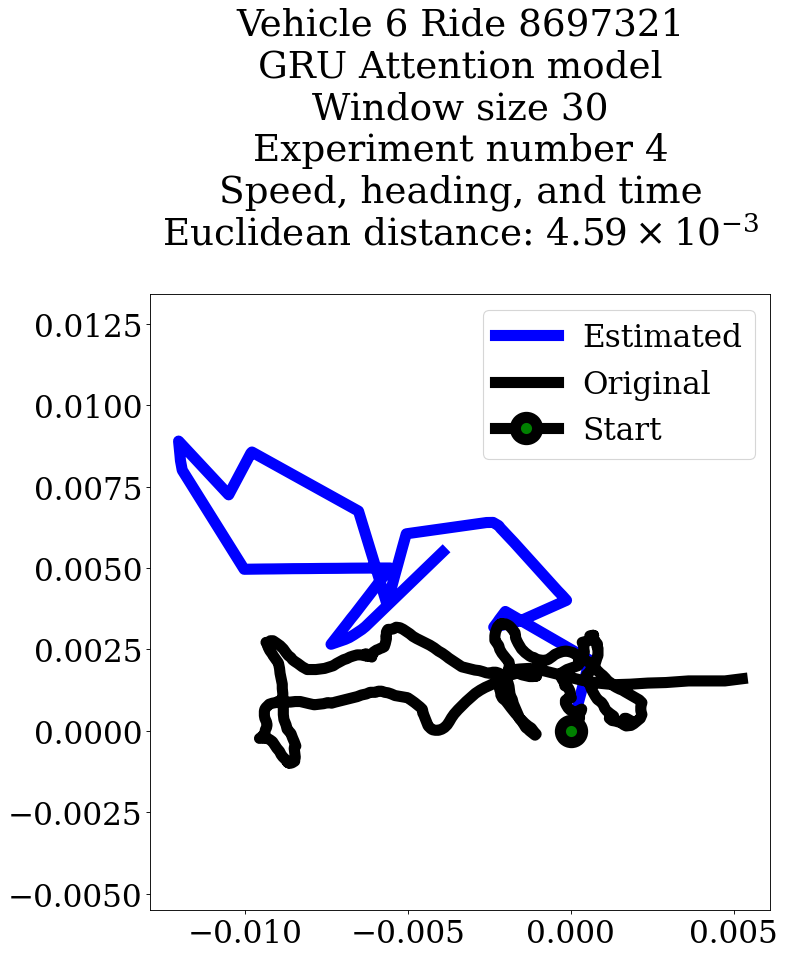 Vehicle 6 Ride 8697321
GRU Attention model
Window size 30
Experiment number 4
Speed, heading, and time
Euclidean distance: 4.59 × 10⁻³
Estimated
Original
Start
0.0125
0.0100
0.0075
0.0050
0.0025
0.0000
−0.0025
−0.0050
−0.010 −0.005 0.000 0.005